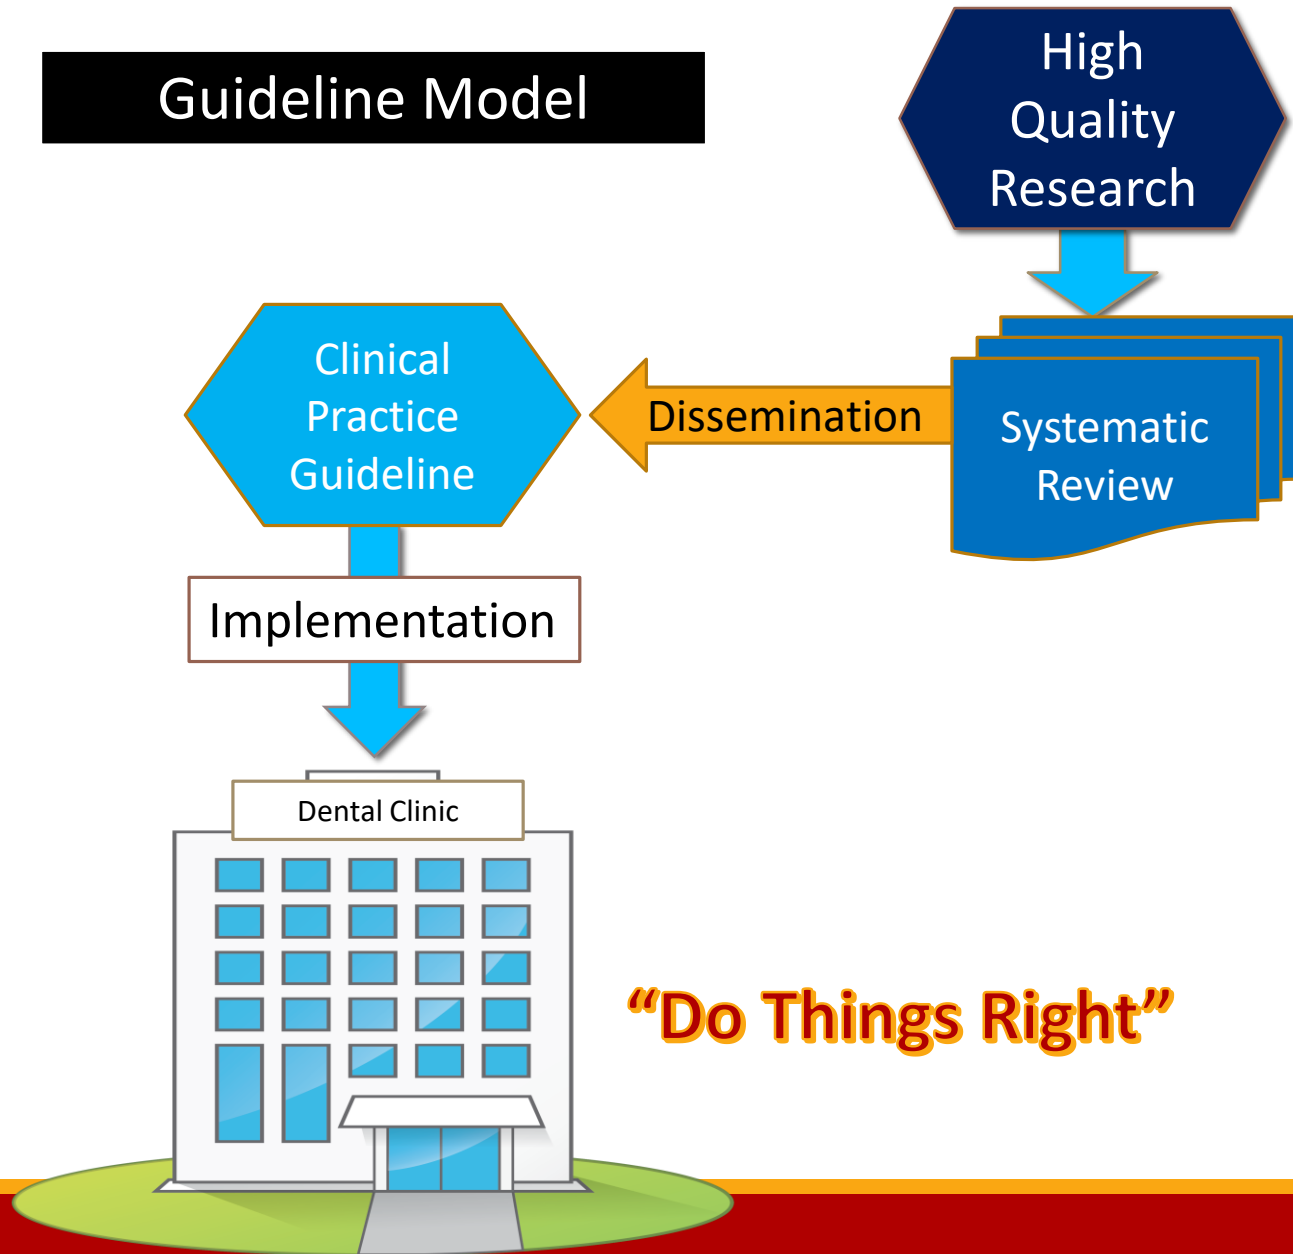 Guideline Model
High
Quality
Research
Clinical
Practice
Guideline
Dissemination
Systematic
Review
Implementation
Dental Clinic
“Do Things Right”